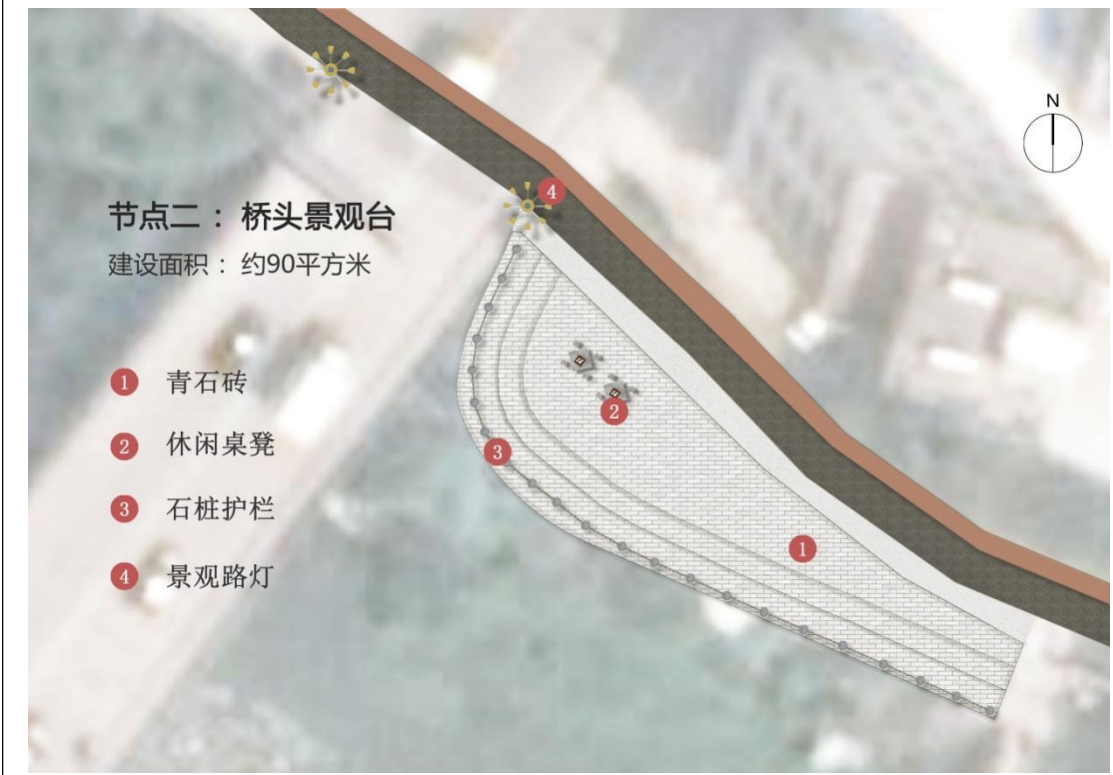 N
4
节点二 ： 桥头景观台
建设面积 ： 约90平方米
1 青石砖
2 休闲桌凳
3 石桩护栏
4 景观路灯
2
3
1